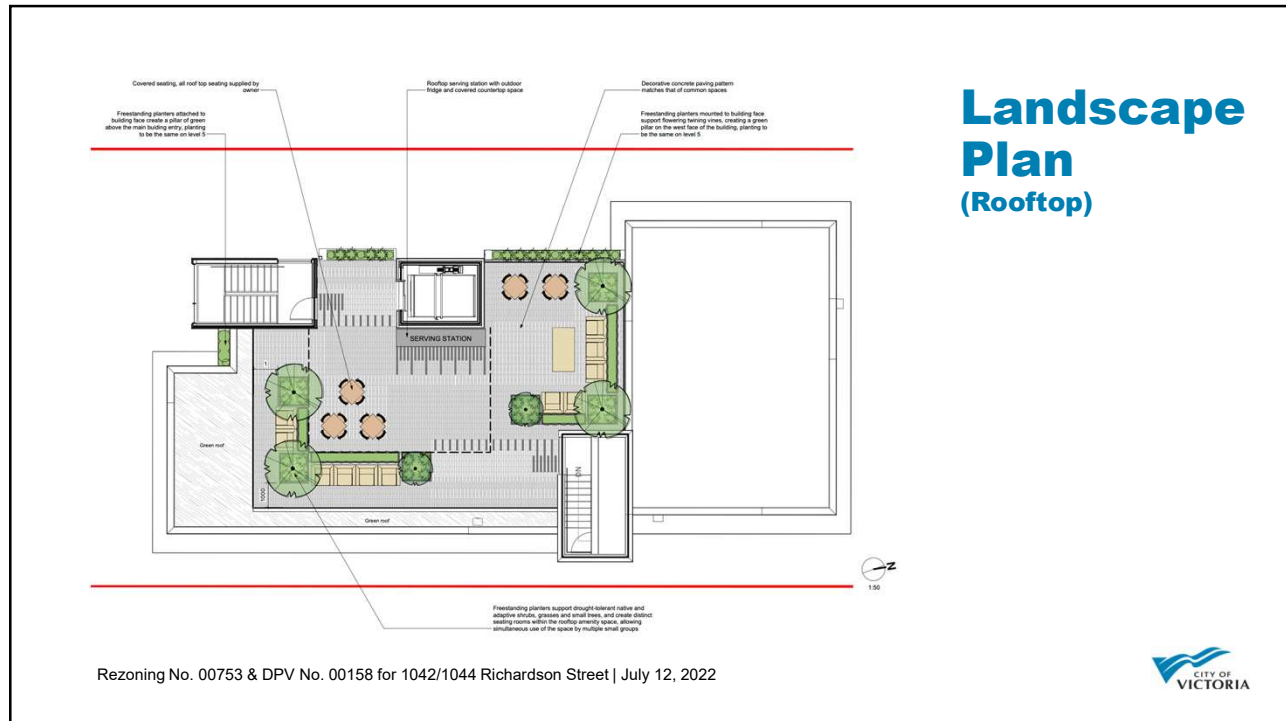 Landscape
Plan
(Rooftop)
Covered seating, all roof top seating supplied by
owner
Rooftop serving station with outdoor
fridge and covered countertop space
Decorative concrete paving pattern
matches that of common spaces
Freestanding planters attached to
building face create a pillar of green
above the main buiding entry, planting
to be the same on level 5
Freestanding planters mounted to building face
support flowering twining vines, creating a green
pillar on the west face of the building, planting to
be the same on level 5
SERVING STATION
1
Green roof
DN
1000
Green roof
N
1:50
Freestanding planters support drought-tolerant native and
adaptive shrubs, grasses and small trees, and create distinct
seating rooms within the rooftop amenity space, allowing
simultaneous use of the space by multiple small groups
Rezoning No. 00753 & DPV No. 00158 for 1042/1044 Richardson Street | July 12, 2022
CITY OF
VICTORIA